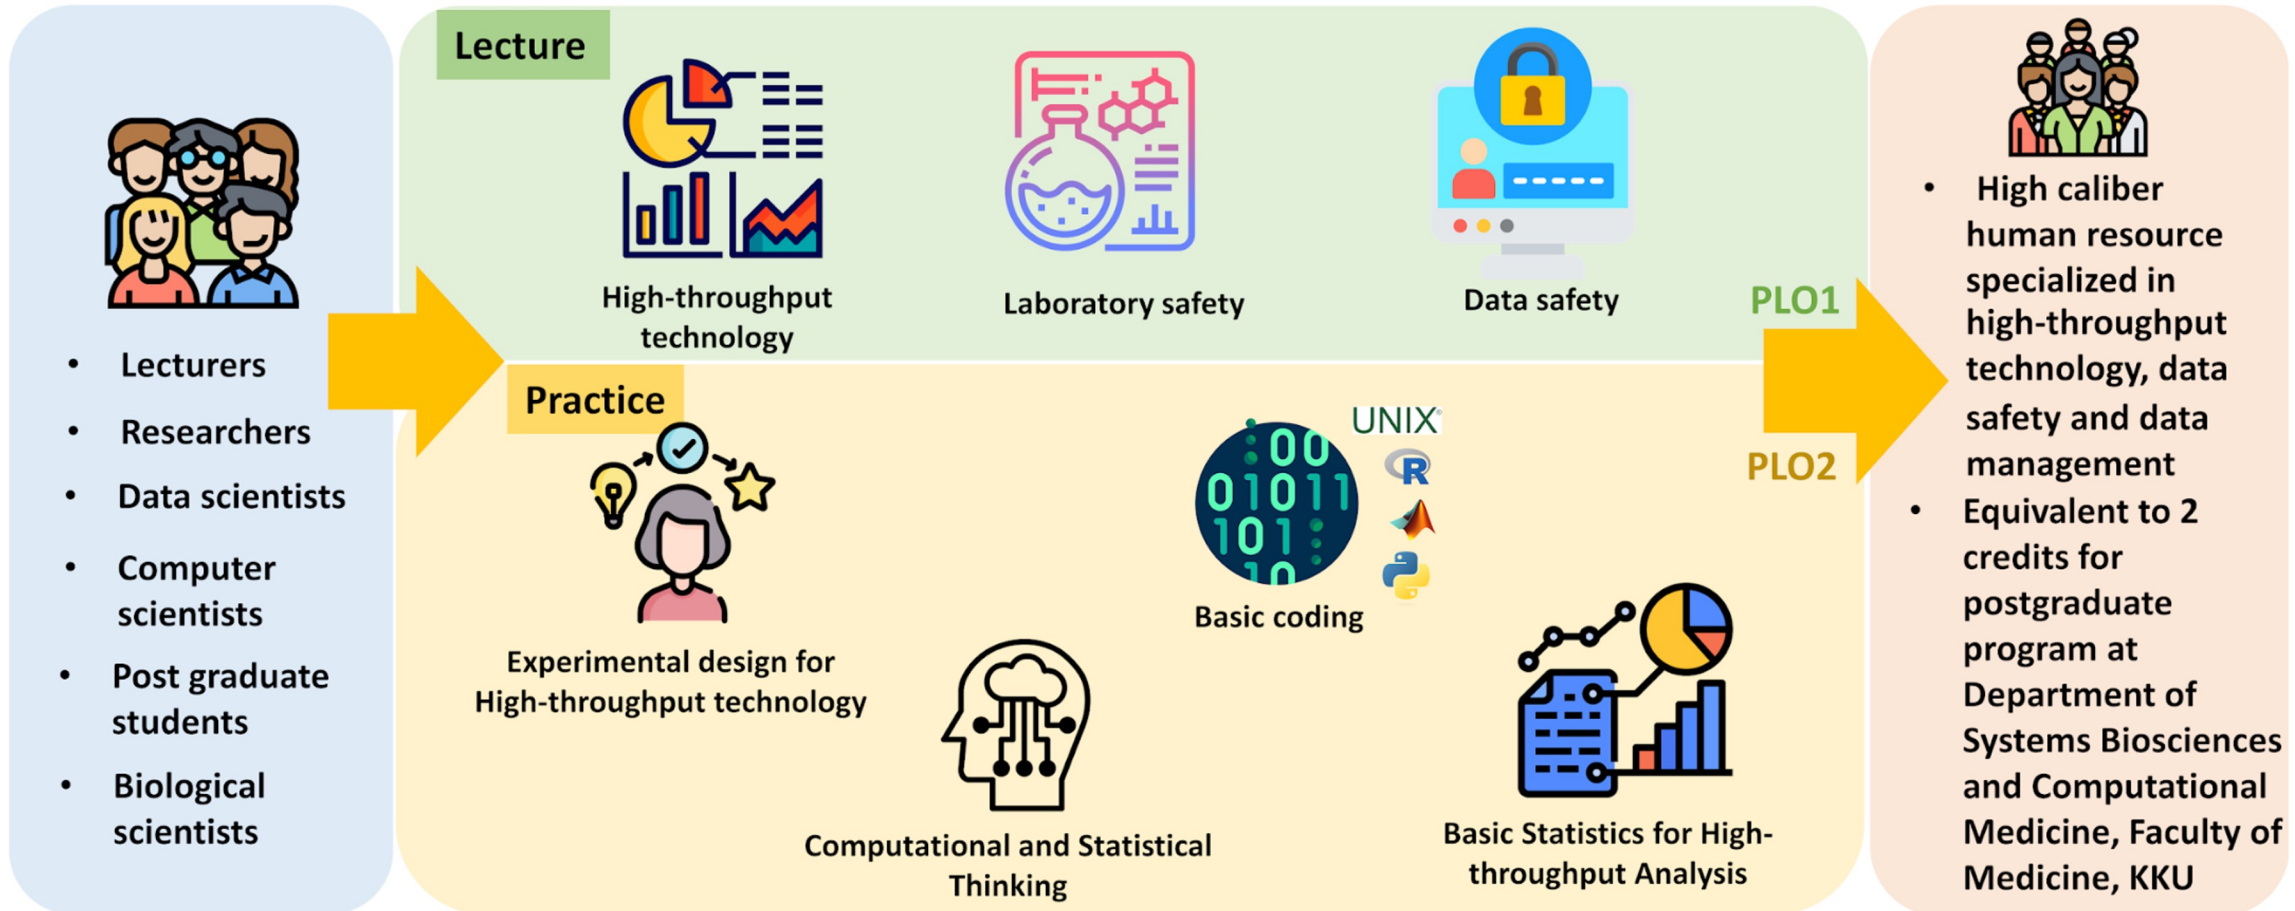 • Lecturers
• Researchers
• Data scientists
• Computer
scientists
• Post graduate
students
• Biological
scientists
Lecture
High-throughput
technology
Laboratory safety
Data safety
PLO1
Practice
Experimental design for
High-throughput technology
Computational and Statistical
Thinking
00
01011
101
10
UNIX
R
Basic coding
Basic Statistics for High-
throughput Analysis
PLO2
• High caliber
human resource
specialized in
high-throughput
technology, data
safety and data
management
• Equivalent to 2
credits for
postgraduate
program at
Department of
Systems Biosciences
and Computational
Medicine, Faculty of
Medicine, KKU